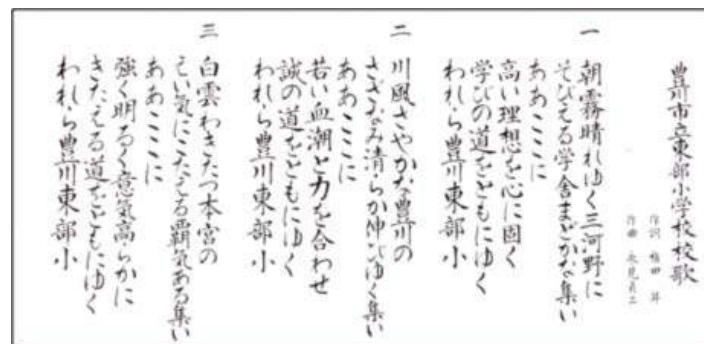 豊川市立東部小学校校歌
作詞 植田 昇
作曲 永見貞三
一
朝霧晴れゆく三河野に
そびえる学舎まどかな集い
ああここに
高い理想を心に固く
学びの道をともにゆく
われら豊川東部小
二
川風さやかな豊川の
さざなみ清らか伸びゆく集い
ああここに
若い血潮と力を合わせ
誠の道をともにゆく
われら豊川東部小
三
白雲わきたつ本宮の
せい気にこたえる覇気ある集い
ああここに
強く明るく意気高らかに
きたえる道をともにゆく
われら豊川東部小